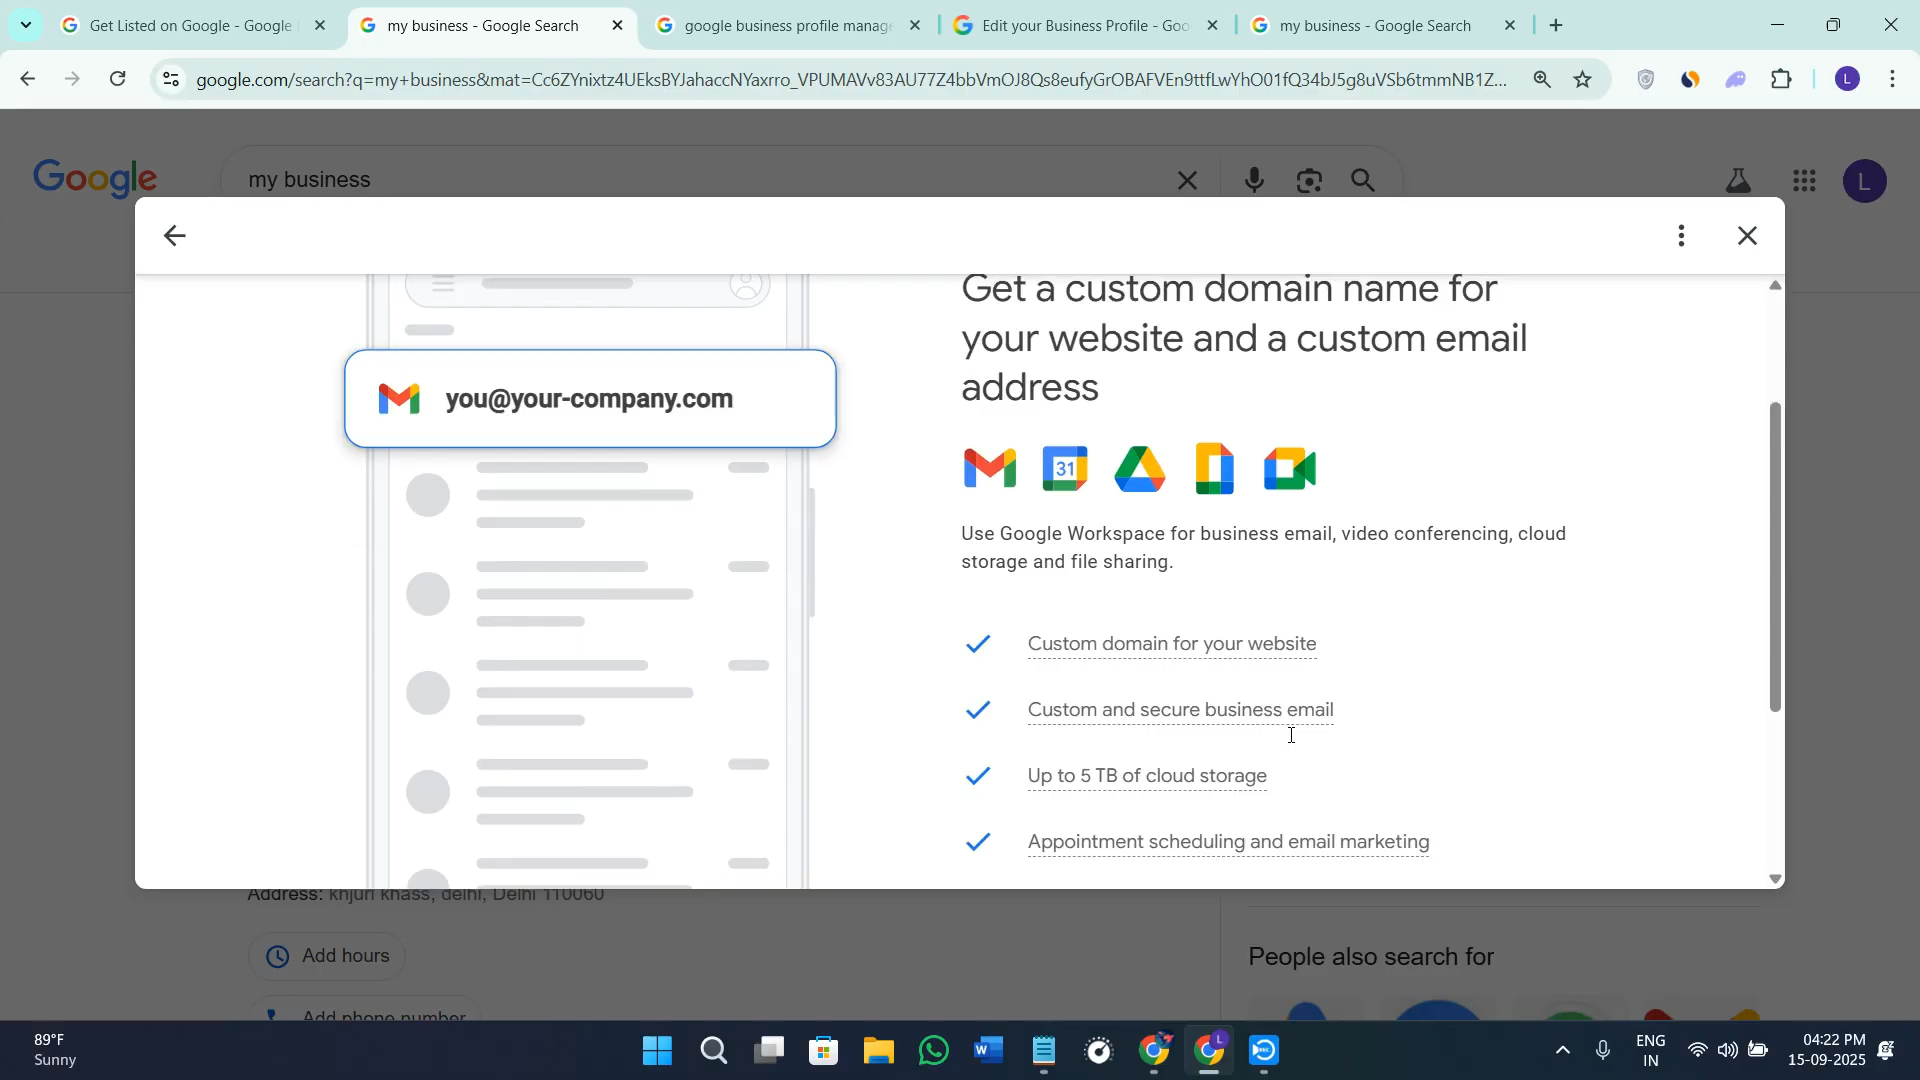 Get Listed on Google - Google
my business - Google Search
google business profile manage
Edit your Business Profile - Goo
my business - Google Search
google.com/search?q=my+business&mat=Cc6ZYnixtz4UEksBYJahaccNYaxrro_VPUMAVv83AU77Z4bbVmOJ8Qs8eufyGrOBAFVEn9ttfLwYhO01fQ34bJ5g8uVSb6tmmNB1Z...
L
Google
my business
L
Get a custom domain name for
your website and a custom email
address
you@your-company.com
31
Use Google Workspace for business email, video conferencing, cloud
storage and file sharing.
Custom domain for your website
Custom and secure business email
Up to 5 TB of cloud storage
Appointment scheduling and email marketing
Address: khjuri khass, delhi, Delhi 110060
Add hours
People also search for
Add phone number
89°F
Sunny
ENG
IN
04:22 PM
15-09-2025